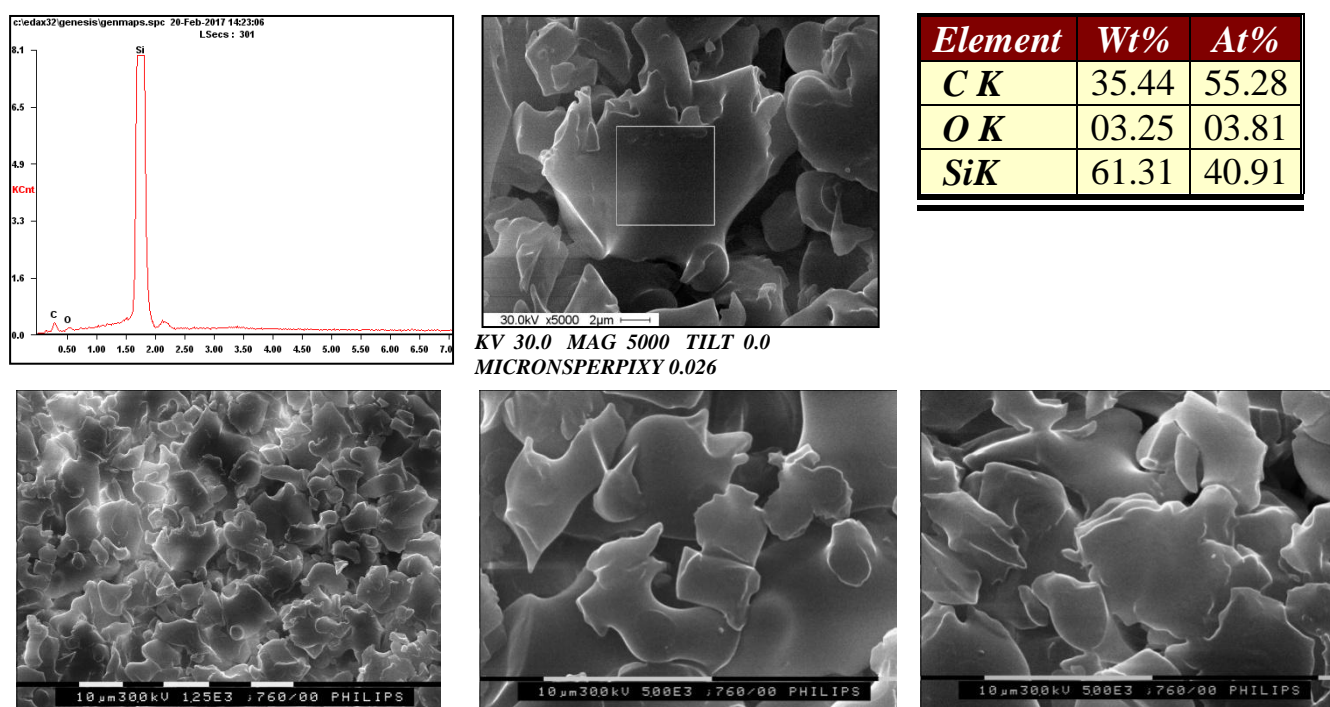 c:\edax32\genesis\genmaps.spc 20-Feb-2017 14:23:06
LSecs : 301
8.1
6.5
4.9
KCnt
3.3
1.6
0.0
Si
C
O
0.50 1.00 1.50 2.00 2.50 3.00 3.50 4.00 4.50 5.00 5.50 6.00 6.50 7.0
30.0kV x5000 2µm
KV 30.0 MAG 5000 TILT 0.0
MICRONSPERPIXY 0.026
Element Wt% At%
C K 35.44 55.28
O K 03.25 03.81
SiK 61.31 40.91
10µm300kV 125E3 ;760/00 PHILIPS
10µm300kV 500E3 ;760/00 PHILIPS
10µm300kV 500E3 ;760/00 PHILIPS